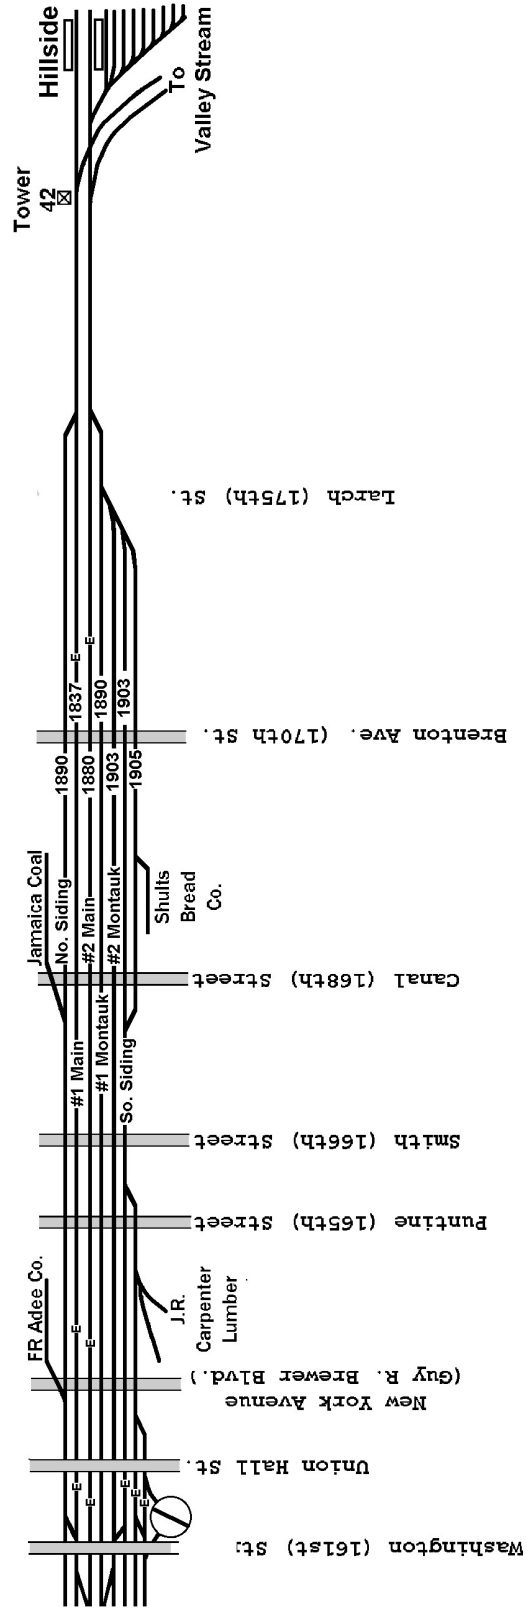 Hillside
To
Valley Stream
Tower
42
Larch (175th) St.
E
E
1837
1890
1903
Brenton Ave. (170th St.
1890
1880
1903
1905
Jamaica Coal
No. Siding
#2 Main
#2 Montauk
Shults
Bread
Co.
Canal (168th) Street
#1 Main
#1 Montauk
So. Siding
Smith (166th) Street
Puntine (165th) Street
FR Adee Co.
E
E
J.R.
Carpenter
Lumber
New York Avenue
(Guy R. Brewer Blvd.)
Union Hall St.
E
E
E
E
E
Washington (161st) St.